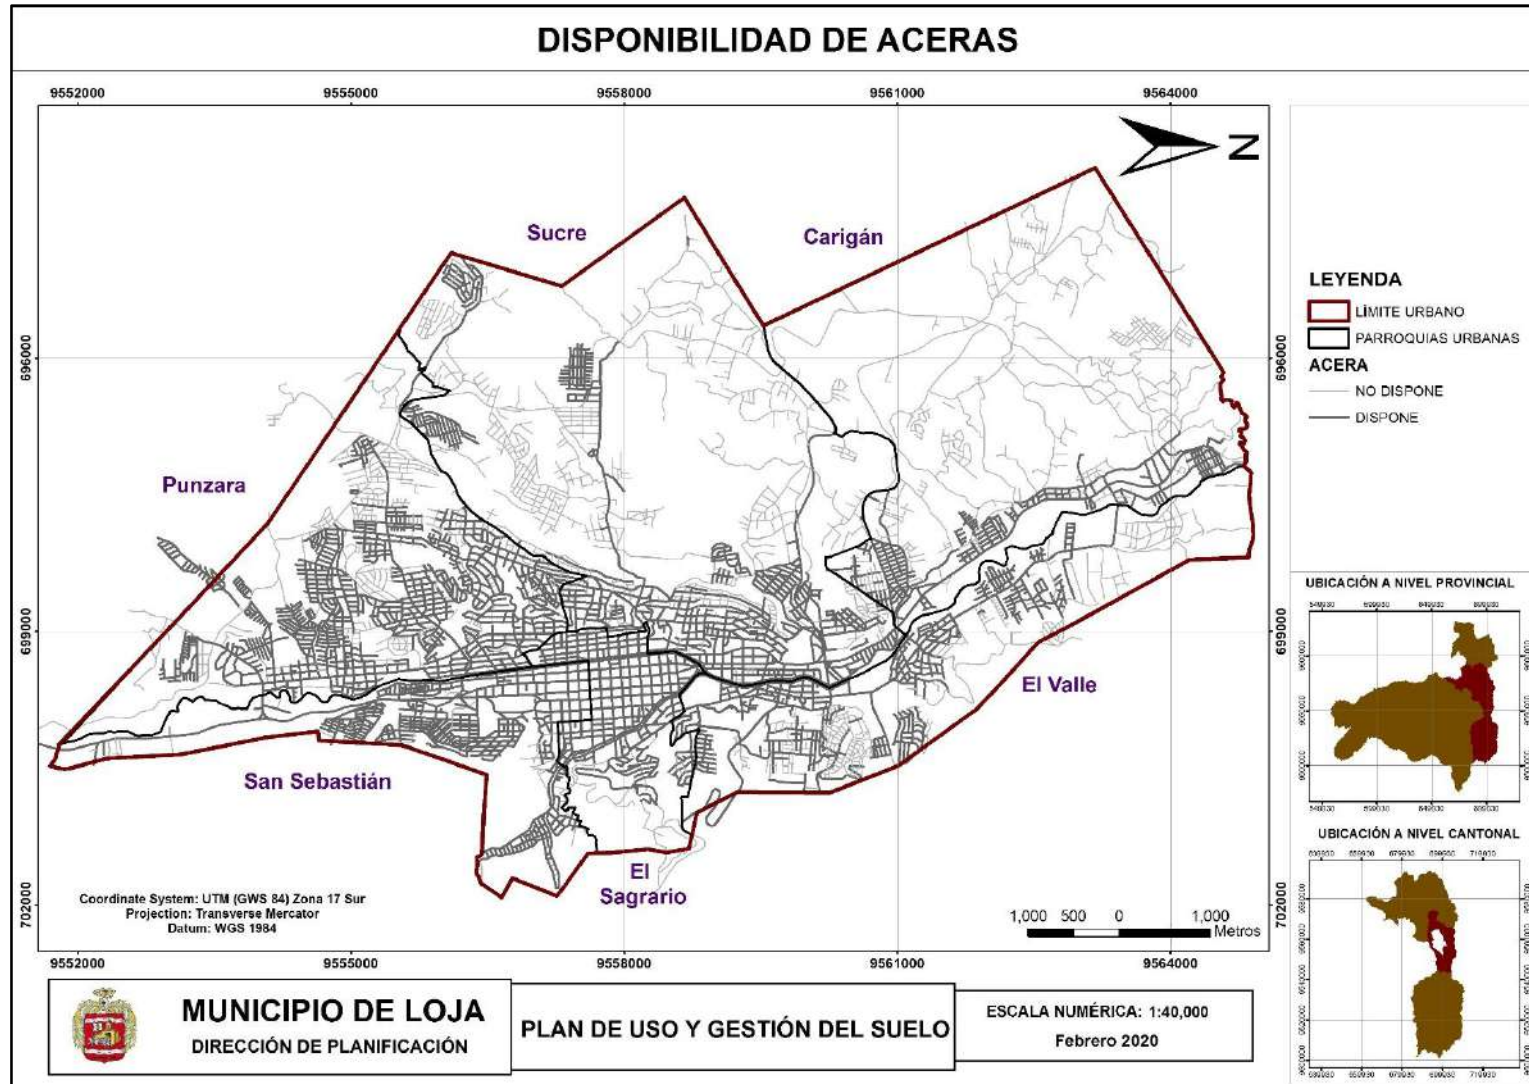 DISPONIBILIDAD DE ACERAS
9552000
9555000
9558000
9561000
9564000
N
Sucre
Carigán
Punzara
El Valle
San Sebastián
El
Sagrario
696000
699000
702000
696000
699000
702000
Coordinate System: UTM (GWS 84) Zona 17 Sur
Projection: Transverse Mercator
Datum: WGS 1984
1,000 500 0 1,000
Metros
9552000
9555000
9558000
9561000
9564000
LEYENDA
LÍMITE URBANO
PARROQUIAS URBANAS
ACERA
NO DISPONE
DISPONE
UBICACIÓN A NIVEL PROVINCIAL
UBICACIÓN A NIVEL CANTONAL
MUNICIPIO DE LOJA
DIRECCIÓN DE PLANIFICACIÓN
PLAN DE USO Y GESTIÓN DEL SUELO
ESCALA NUMÉRICA: 1:40,000
Febrero 2020